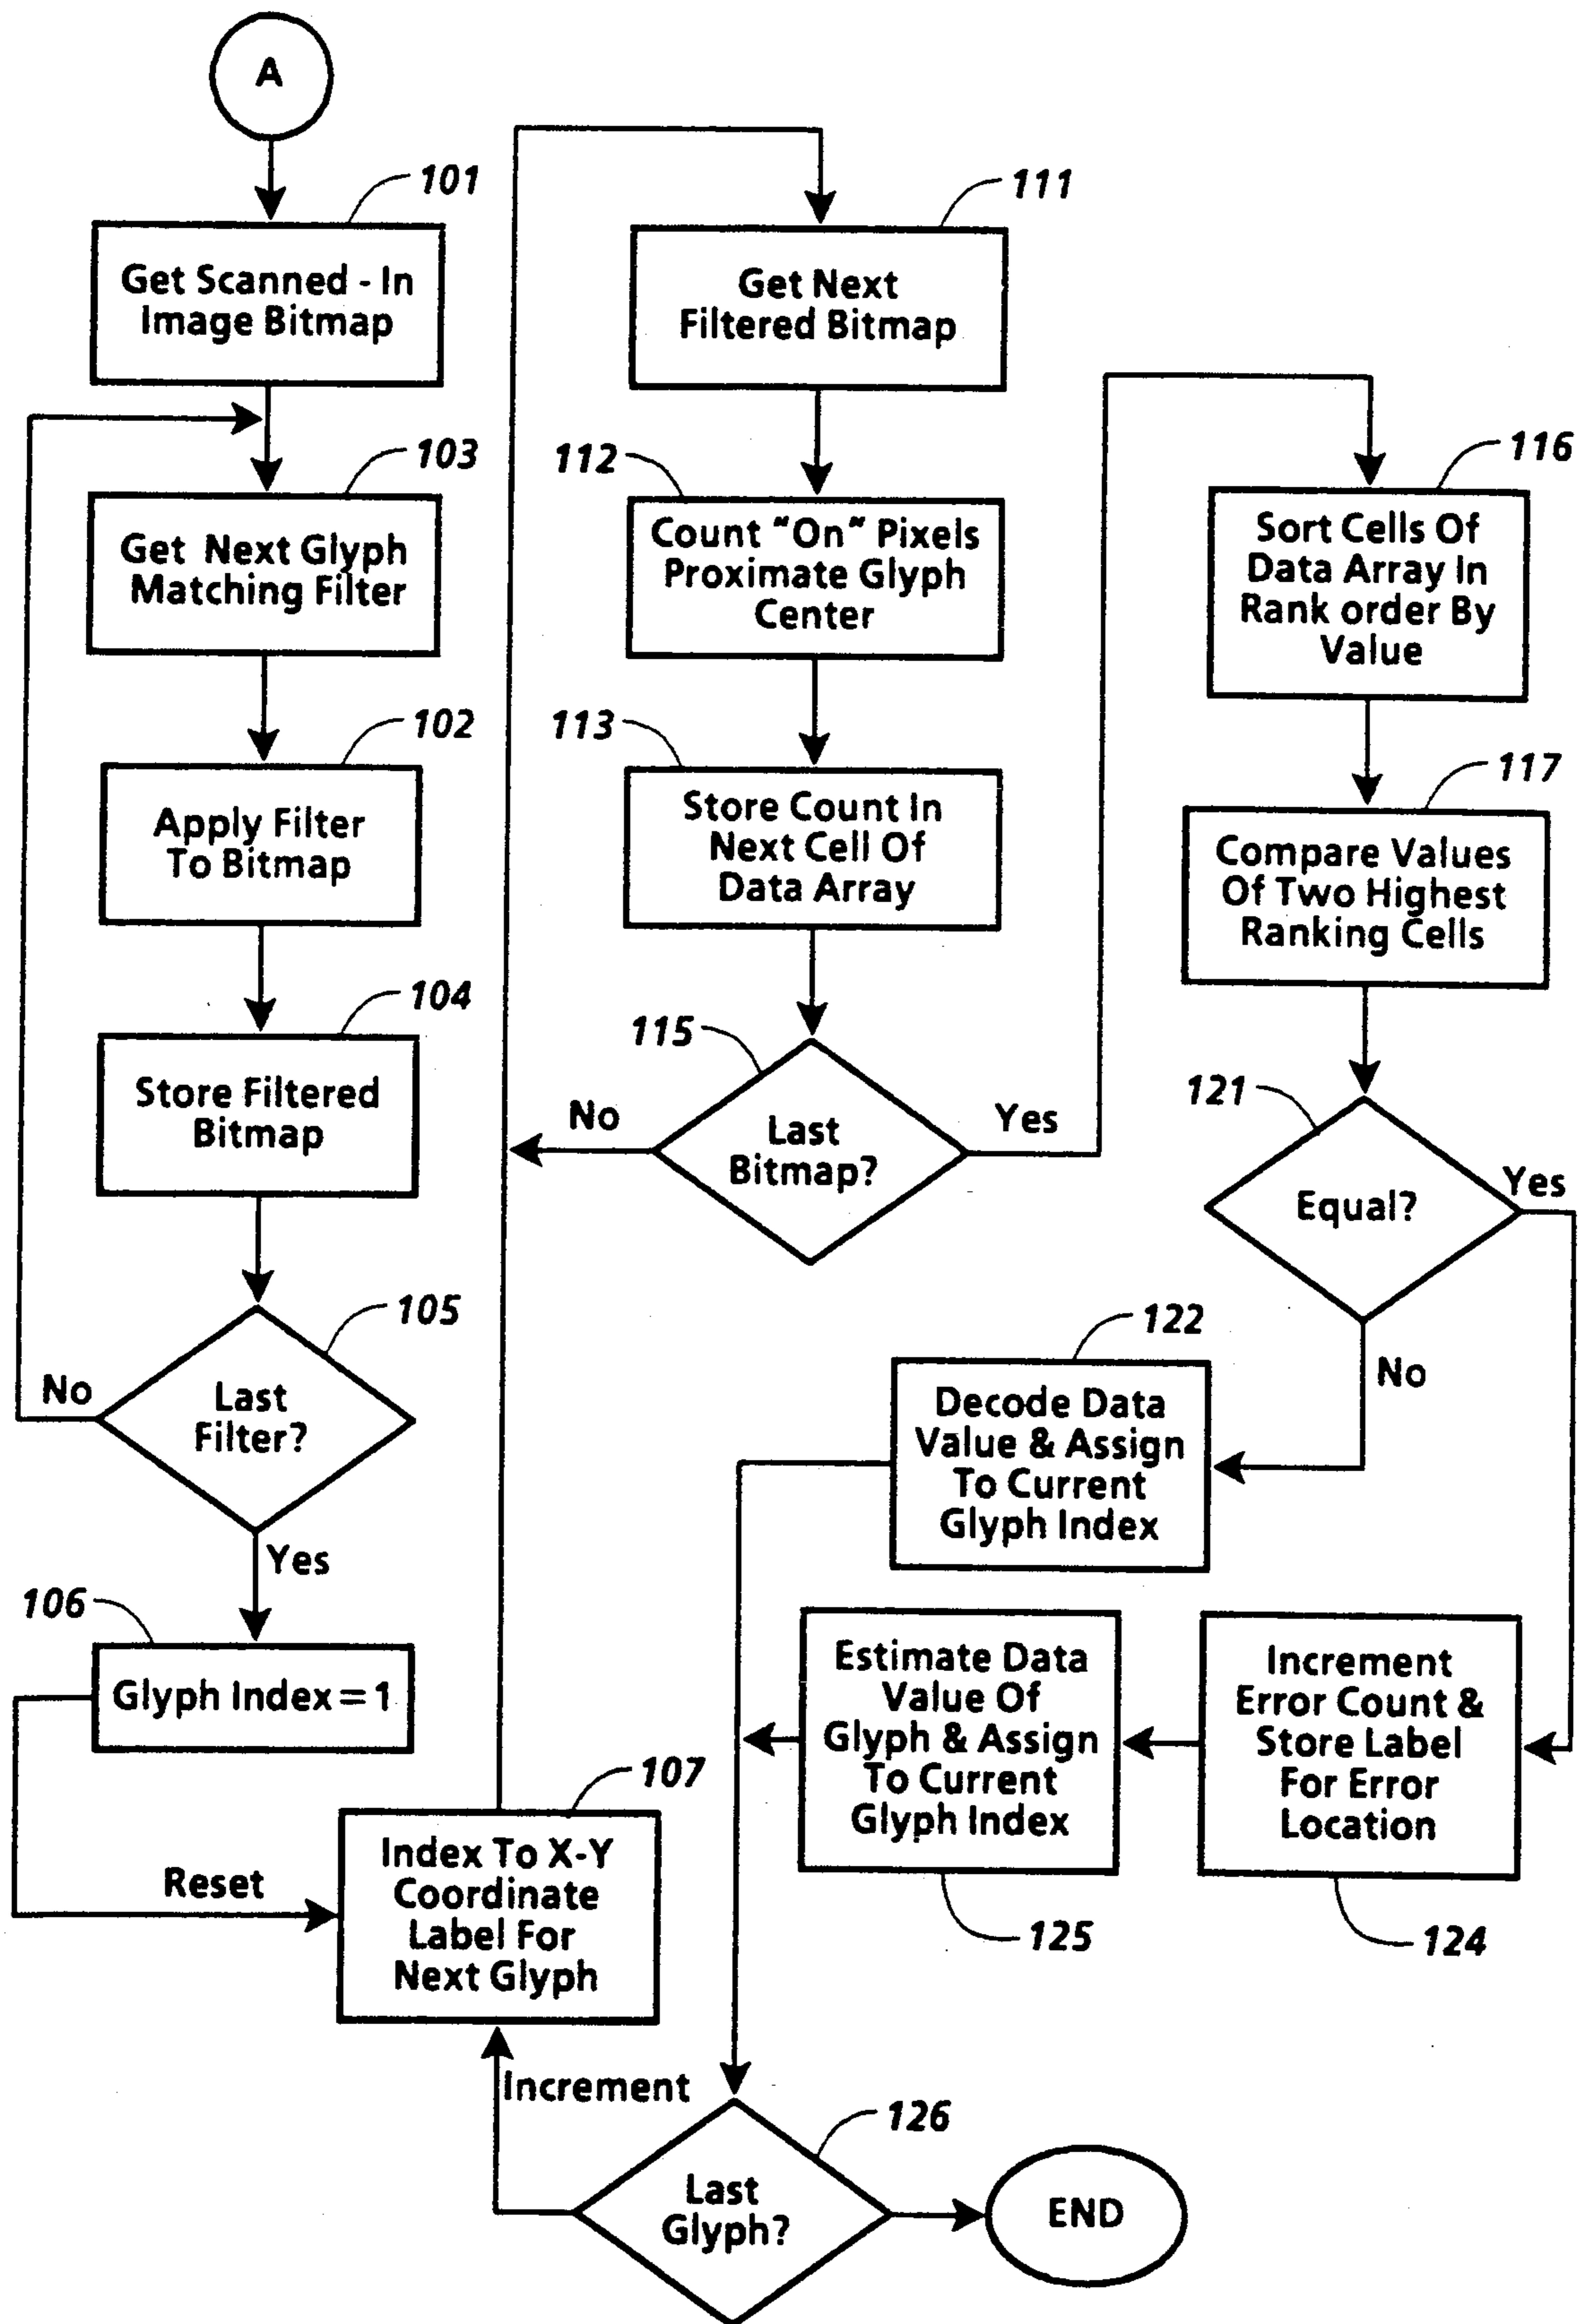 A
101
Get Scanned - In
Image Bitmap
103
Get Next Glyph
Matching Filter
102
Apply Filter
To Bitmap
104
Store Filtered
Bitmap
105
No
Last
Filter?
Yes
106
Glyph Index = 1
Reset
107
Index To X-Y
Coordinate
Label For
Next Glyph
111
Get Next
Filtered Bitmap
112
Count "On" Pixels
Proximate Glyph
Center
113
Store Count In
Next Cell Of
Data Array
115
No
Last
Bitmap?
Yes
116
Sort Cells Of
Data Array In
Rank order By
Value
117
Compare Values
Of Two Highest
Ranking Cells
121
Equal?
Yes
No
122
Decode Data
Value & Assign
To Current
Glyph Index
Increment
Error Count &
Store Label
For Error
Location
124
Estimate Data
Value Of
Glyph & Assign
To Current
Glyph Index
125
Increment
126
Last
Glyph?
END